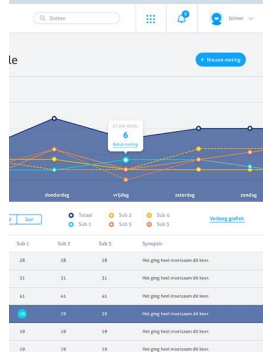 Zoeken
Jelmer
le
+ Nieuwe meting
6
Bekijk meting
donderdag vrijdag zaterdag zondag
Jaar
Totaal Sub 2 Sub 4
Sub 1 Sub 3 Sub 5
Verberg grafiek
Sub 1 Sub 2 Sub 3 Synopsis
28 28 28 Het ging heel moeizaam dit keer.
31 31 31 Het ging heel moeizaam dit keer.
41 41 41 Het ging heel moeizaam dit keer.
29 29 29 Het ging heel moeizaam dit keer.
19 19 19 Het ging heel moeizaam dit keer.
19 19 19 Het ging heel moeizaam dit keer.